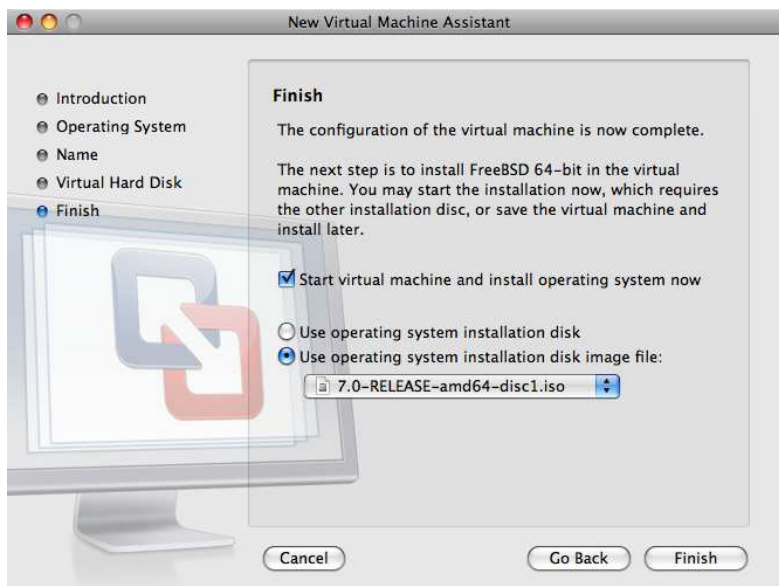 New Virtual Machine Assistant
Introduction
Operating System
Name
Virtual Hard Disk
Finish
Finish
The configuration of the virtual machine is now complete.
The next step is to install FreeBSD 64-bit in the virtual
machine. You may start the installation now, which requires
the other installation disc, or save the virtual machine and
install later.
Start virtual machine and install operating system now
Use operating system installation disk
Use operating system installation disk image file:
7.0-RELEASE-amd64-disc1.iso
Cancel
Go Back
Finish